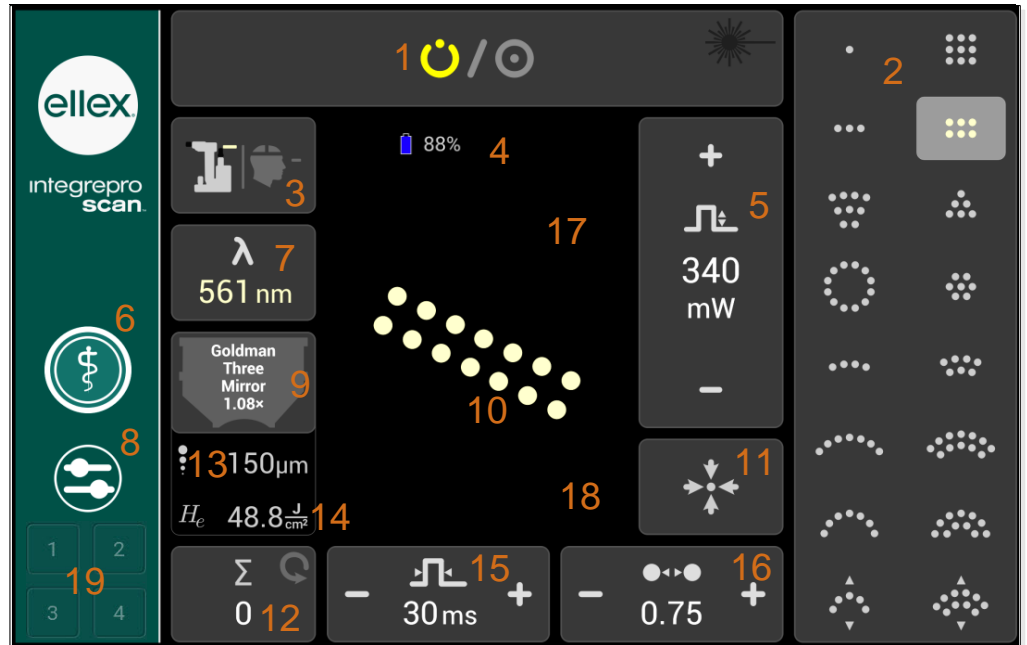 1
2
ellex
integrepro
scan
3
88%
4
17
5
340
mW
λ
7
561 nm
6
Goldman
Three
Mirror
1.08×
9
10
8
13
150µm
11
18
Hₑ
48.8 J/cm²
14
1
2
19
3
4
Σ
0
12
15
30 ms
16
0.75